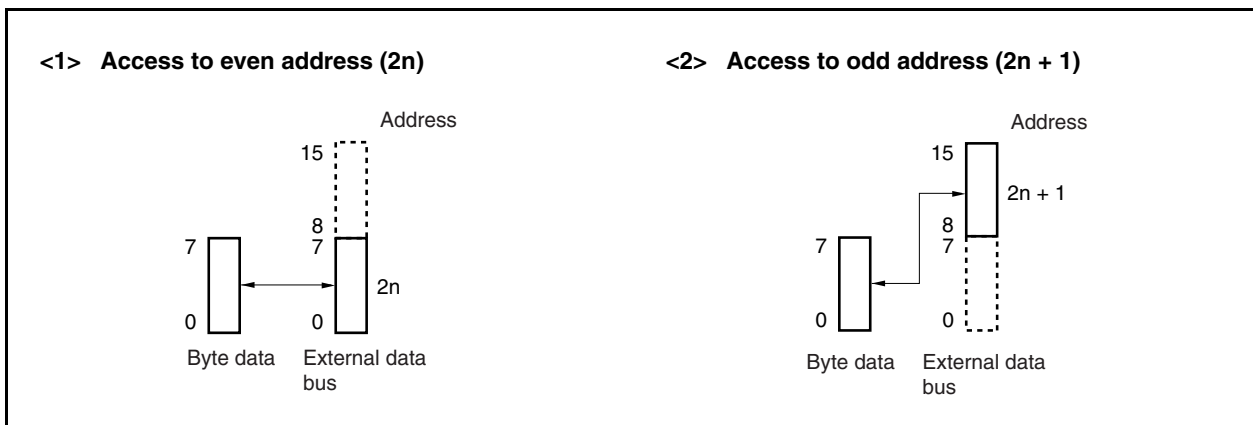 <1> Access to even address (2n)
Address
15
8
7
7
2n
0
0
Byte data
External data
bus
<2> Access to odd address (2n + 1)
Address
15
2n + 1
8
7
7
0
0
Byte data
External data
bus